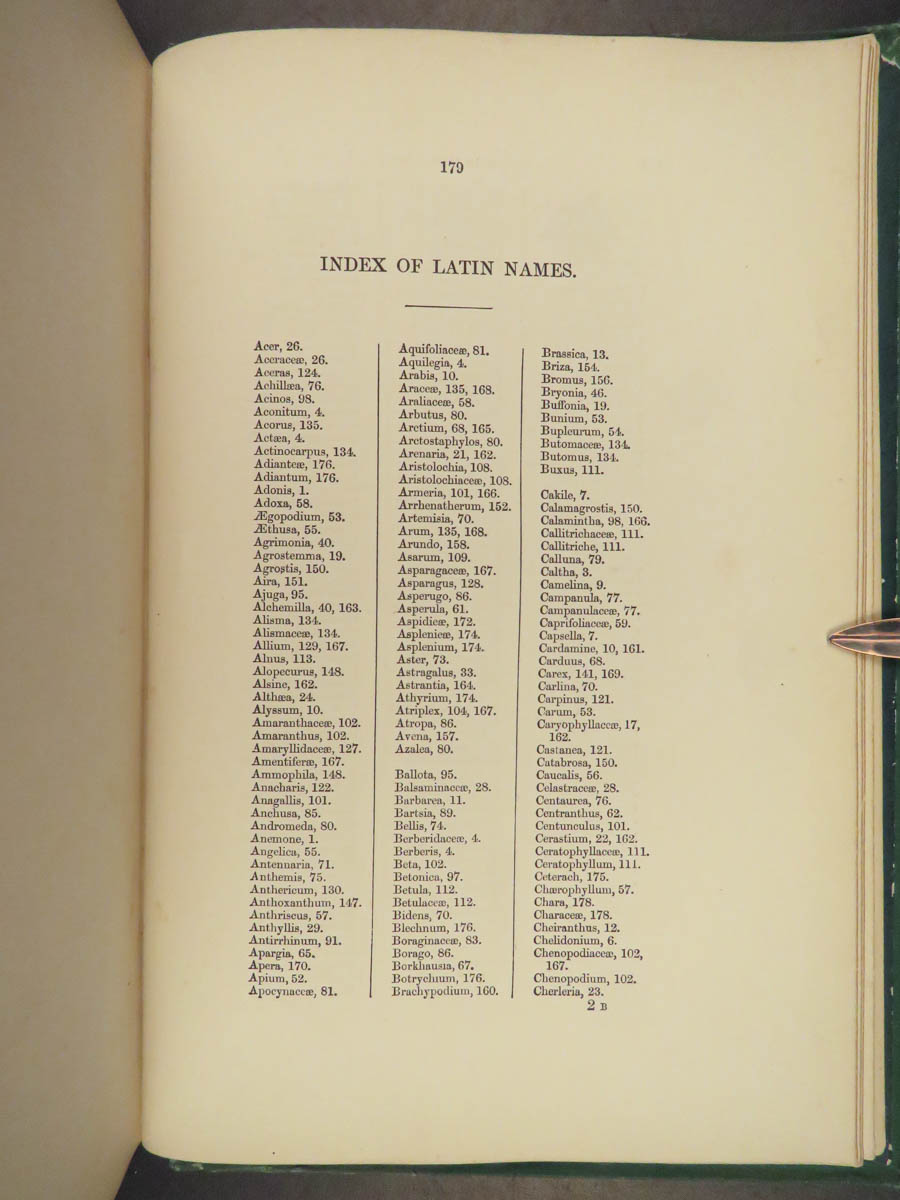 179
INDEX OF LATIN NAMES.
Acer, 26.
Aceraceæ, 26.
Aceras, 124.
Achillæa, 76.
Acinos, 98.
Aconitum, 4.
Acorus, 135.
Actæa, 4.
Actinocarpus, 134.
Adianteæ, 176.
Adiantum, 176.
Adonis, 1.
Adoxa, 58.
Ægopodium, 53.
Æthusa, 55.
Agrimonia, 40.
Agrostemma, 19.
Agrostis, 150.
Aira, 151.
Ajuga, 95.
Alchemilla, 40, 163.
Alisma, 134.
Alismaceæ, 134.
Allium, 129, 167.
Alnus, 113.
Alopecurus, 148.
Alsine, 162.
Althæa, 24.
Alyssum, 10.
Amaranthaceæ, 102.
Amaranthus, 102.
Amaryllidaceæ, 127.
Amentiferæ, 167.
Ammophila, 148.
Anacharis, 122.
Anagallis, 101.
Anchusa, 85.
Andromeda, 80.
Anemone, 1.
Angelica, 55.
Antennaria, 71.
Anthemis, 75.
Anthericum, 130.
Anthoxanthum, 147.
Anthriscus, 57.
Anthyllis, 29.
Antirrhinum, 91.
Apargia, 65.
Apera, 170.
Apium, 52.
Apocynaceæ, 81.
Aquifoliaceæ, 81.
Aquilegia, 4.
Arabis, 10.
Araceæ, 135, 168.
Araliaceæ, 58.
Arbutus, 80.
Arctium, 68, 165.
Arctostaphylos, 80.
Arenaria, 21, 162.
Aristolochia, 108.
Aristolochiaceæ, 108.
Armeria, 101, 166.
Arrhenatherum, 152.
Artemisia, 70.
Arum, 135, 168.
Arundo, 158.
Asarum, 109.
Asparagaceæ, 167.
Asparagus, 128.
Asperugo, 86.
Asperula, 61.
Aspidieæ, 172.
Asplenieæ, 174.
Asplenium, 174.
Aster, 73.
Astragalus, 33.
Astrantia, 164.
Athyrium, 174.
Atriplex, 104, 167.
Atropa, 86.
Avena, 157.
Azalea, 80.
Ballota, 95.
Balsaminaceæ, 28.
Barbarea, 11.
Bartsia, 89.
Bellis, 74.
Berberidaceæ, 4.
Berberis, 4.
Beta, 102.
Betonica, 97.
Betula, 112.
Betulaceæ, 112.
Bidens, 70.
Blechnum, 176.
Boraginaceæ, 83.
Borago, 86.
Borkhausia, 67.
Botrychium, 176.
Brachypodium, 160.
Brassica, 13.
Briza, 154.
Bromus, 156.
Bryonia, 46.
Buffonia, 19.
Bunium, 53.
Bupleurum, 54.
Butomaceæ, 134.
Butomus, 134.
Buxus, 111.
Cakile, 7.
Calamagrostis, 150.
Calamintha, 98, 166.
Callitrichaceæ, 111.
Callitriche, 111.
Calluna, 79.
Caltha, 3.
Camelina, 9.
Campanula, 77.
Campanulaceæ, 77.
Caprifoliaceæ, 59.
Capsella, 7.
Cardamine, 10, 161.
Carduus, 68.
Carex, 141, 169.
Carlina, 70.
Carpinus, 121.
Carum, 53.
Caryophyllaceæ, 17,
162.
Castanea, 121.
Catabrosa, 150.
Caucalis, 56.
Celastraceæ, 28.
Centaurea, 76.
Centranthus, 62.
Centunculus, 101.
Cerastium, 22, 162.
Ceratophyllaceæ, 111.
Ceratophyllum, 111.
Ceterach, 175.
Chærophyllum, 57.
Chara, 178.
Characeæ, 178.
Cheiranthus, 12.
Chelidonium, 6.
Chenopodiaceæ, 102,
167.
Chenopodium, 102.
Cherleria, 23.
2 B